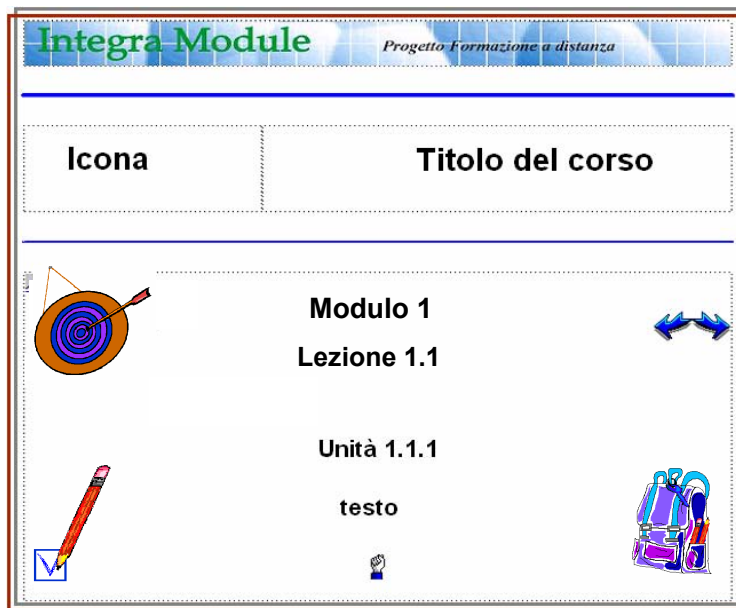 Integra Module Progetto Formazione a distanza
Icona Titolo del corso
Modulo 1
Lezione 1.1
Unità 1.1.1
testo